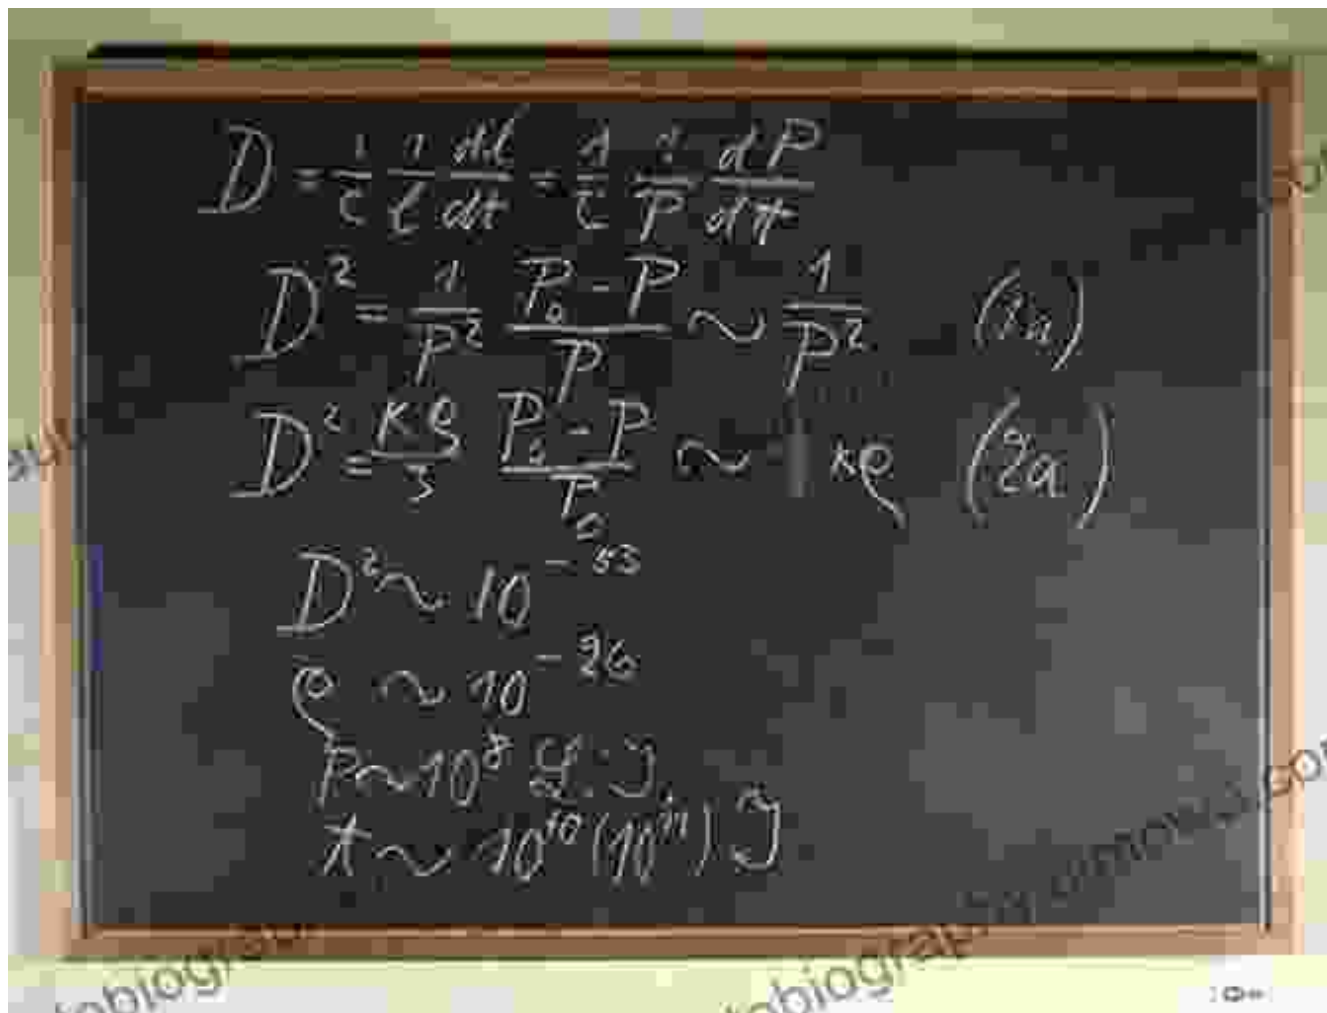 D = 1/c 1/l dl/dt = 1/c 1/P dP/dt
D² = 1/P² (P₀ - P)/P ~ 1/P² (1a)
D² = κρ/3 (P₀ - P)/P₀ ~ κρ (2a)
D² ~ 10⁻⁵³
ρ ~ 10⁻²⁶
P ~ 10⁸ L. J.
t ~ 10¹⁰(10¹¹) J